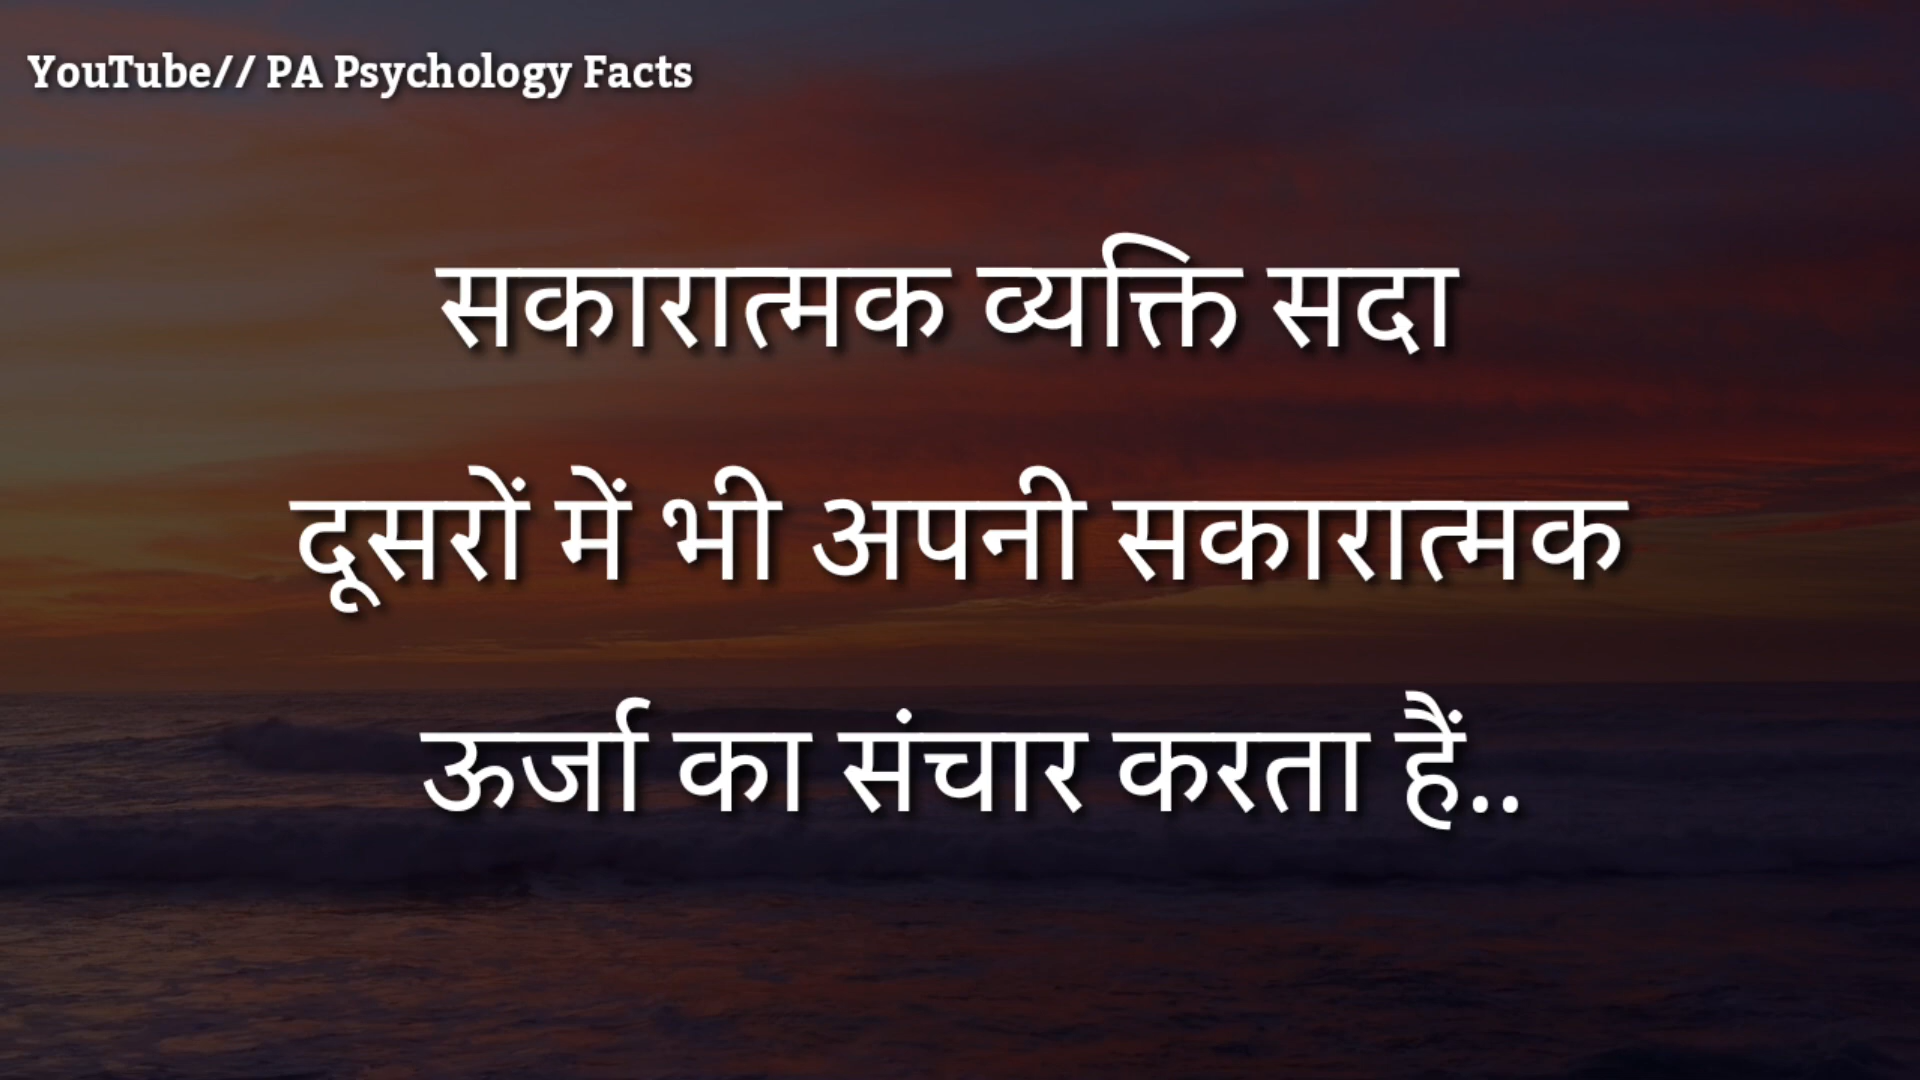 YouTube// PA Psychology Facts
सकारात्मक व्यक्ति सदा
दूसरों में भी अपनी सकारात्मक
ऊर्जा का संचार करता हैं..